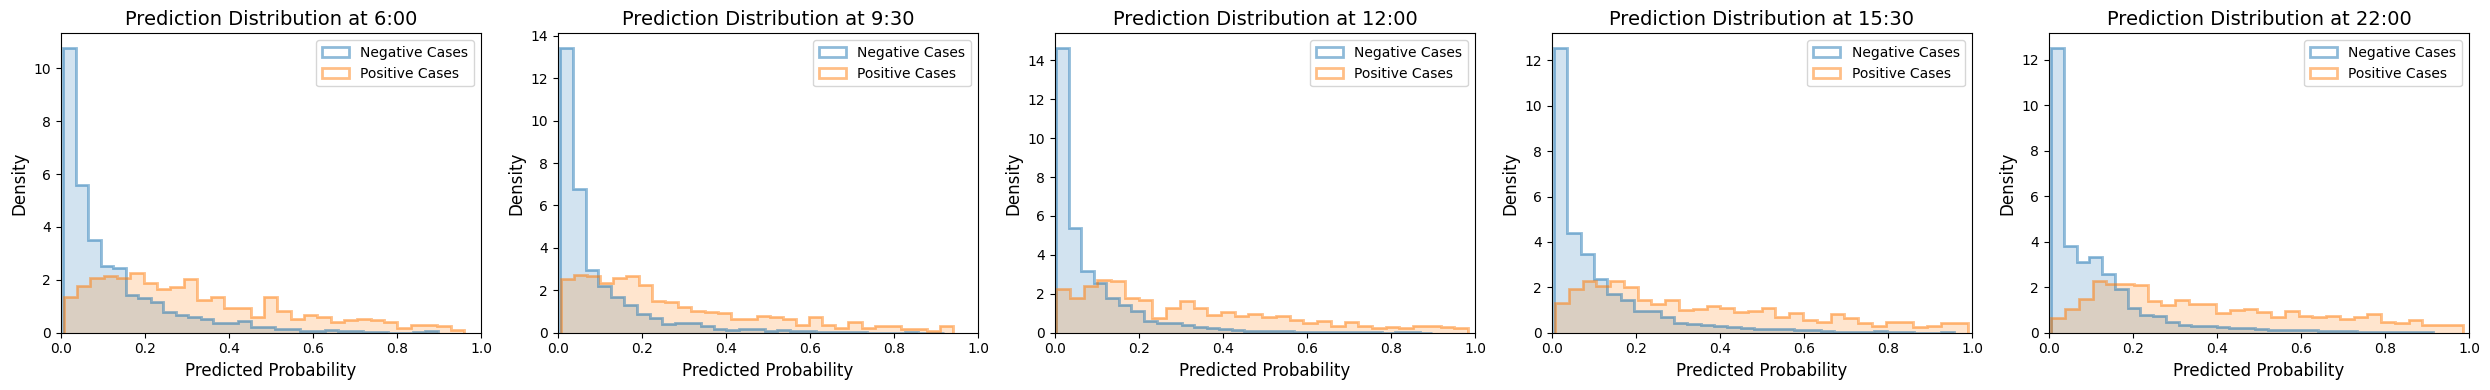 Prediction Distribution at 6:00
Negative Cases
Positive Cases
Density
10
8
6
4
2
0
0.0 0.2 0.4 0.6 0.8 1.0
Predicted Probability
Prediction Distribution at 9:30
Negative Cases
Positive Cases
Density
14
12
10
8
6
4
2
0
0.0 0.2 0.4 0.6 0.8 1.0
Predicted Probability
Prediction Distribution at 12:00
Negative Cases
Positive Cases
Density
14
12
10
8
6
4
2
0
0.0 0.2 0.4 0.6 0.8 1.0
Predicted Probability
Prediction Distribution at 15:30
Negative Cases
Positive Cases
Density
12
10
8
6
4
2
0
0.0 0.2 0.4 0.6 0.8 1.0
Predicted Probability
Prediction Distribution at 22:00
Negative Cases
Positive Cases
Density
12
10
8
6
4
2
0
0.0 0.2 0.4 0.6 0.8 1.0
Predicted Probability